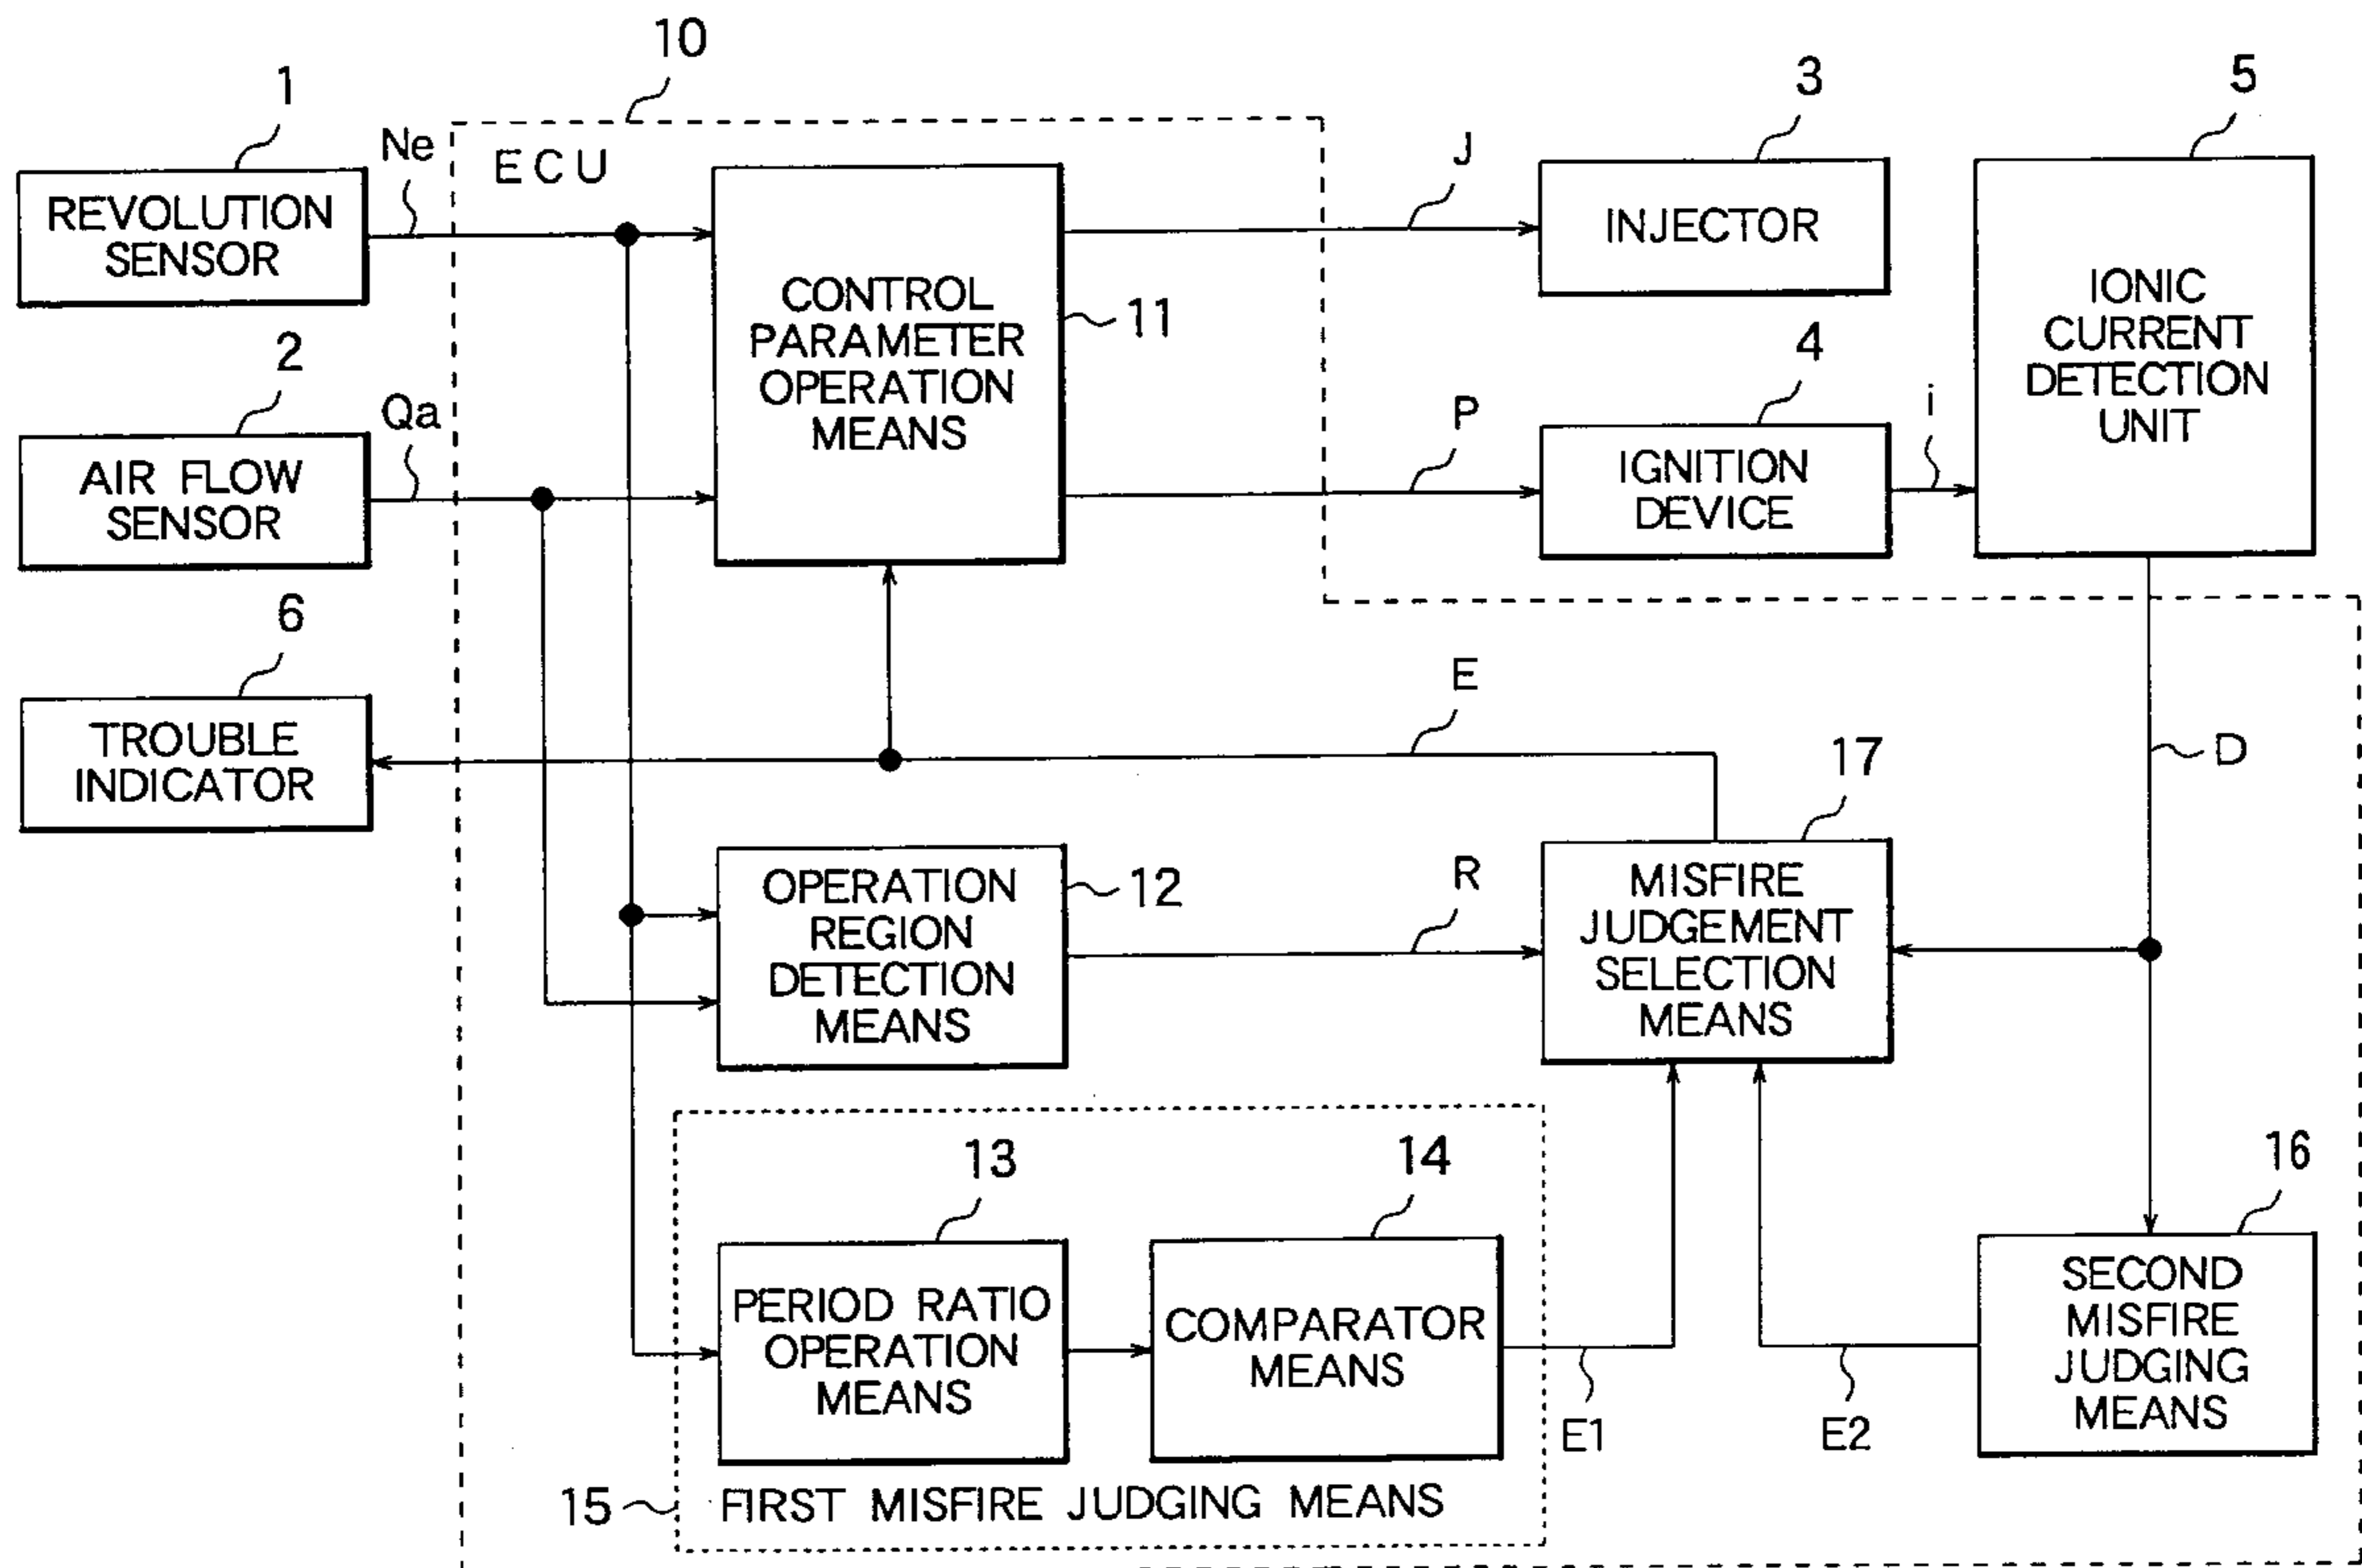 10
1
3
5
Ne
ECU
J
REVOLUTION
SENSOR
INJECTOR
CONTROL
PARAMETER
OPERATION
MEANS
11
IONIC
CURRENT
DETECTION
UNIT
2
4
Qa
P
i
AIR FLOW
SENSOR
IGNITION
DEVICE
6
E
TROUBLE
INDICATOR
17
D
OPERATION
REGION
DETECTION
MEANS
12
R
MISFIRE
JUDGEMENT
SELECTION
MEANS
13
14
16
PERIOD RATIO
OPERATION
MEANS
COMPARATOR
MEANS
SECOND
MISFIRE
JUDGING
MEANS
E1
E2
15
FIRST MISFIRE JUDGING MEANS